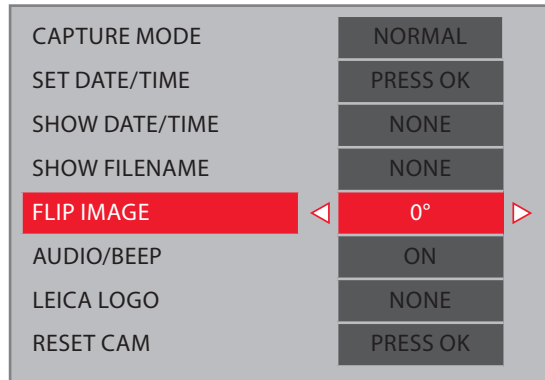 CAPTURE MODE NORMAL
SET DATE/TIME PRESS OK
SHOW DATE/TIME NONE
SHOW FILENAME NONE
FLIP IMAGE 0°
AUDIO/BEEP ON
LEICA LOGO NONE
RESET CAM PRESS OK